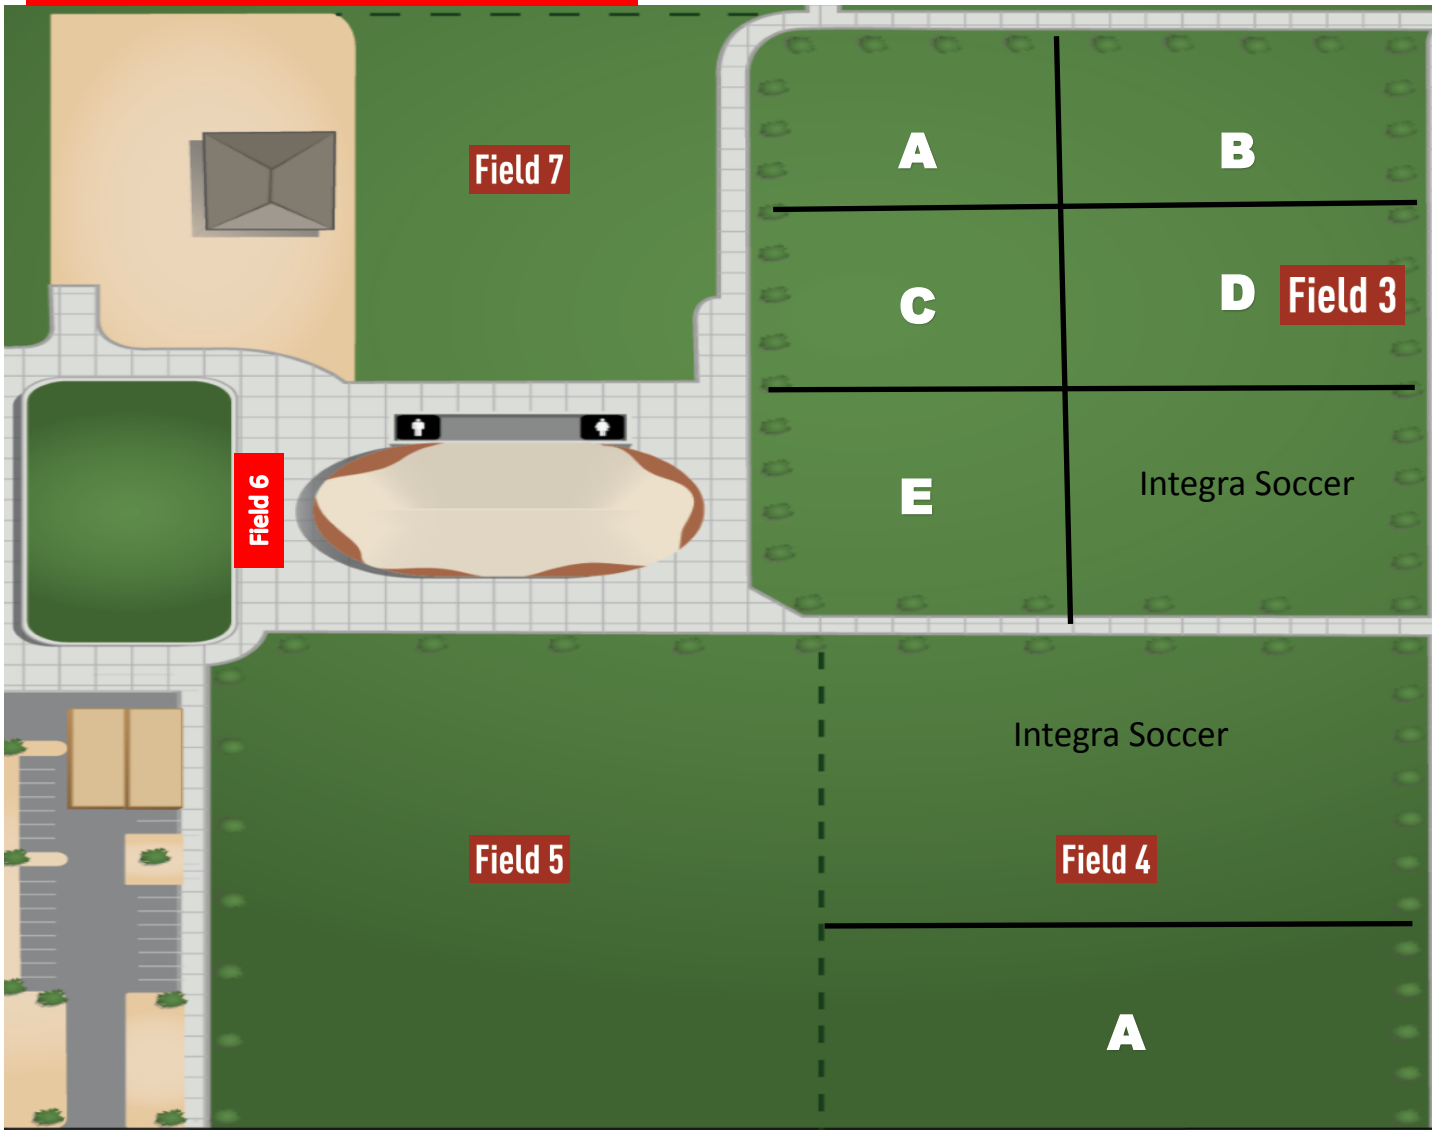 Field 7
A
B
C
D
Field 3
Field 6
E
Integra Soccer
Integra Soccer
Field 5
Field 4
A